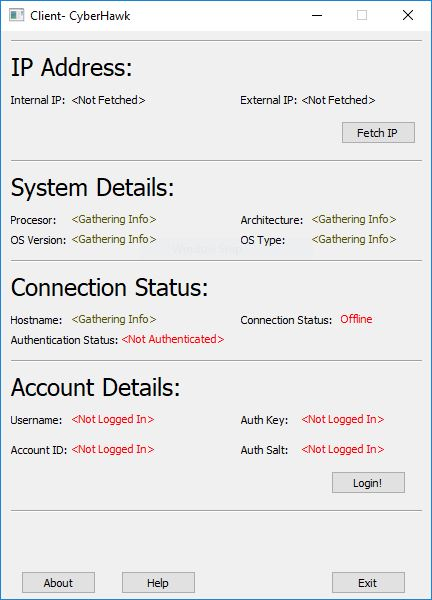 Client- CyberHawk
IP Address:
Internal IP: <Not Fetched> External IP: <Not Fetched>
Fetch IP
System Details:
Procesor: <Gathering Info> Architecture: <Gathering Info>
OS Version: <Gathering Info> OS Type: <Gathering Info>
Connection Status:
Hostname: <Gathering Info> Connection Status: Offline
Authentication Status: <Not Authenticated>
Account Details:
Username: <Not Logged In> Auth Key: <Not Logged In>
Account ID: <Not Logged In> Auth Salt: <Not Logged In>
Login!
About Help Exit